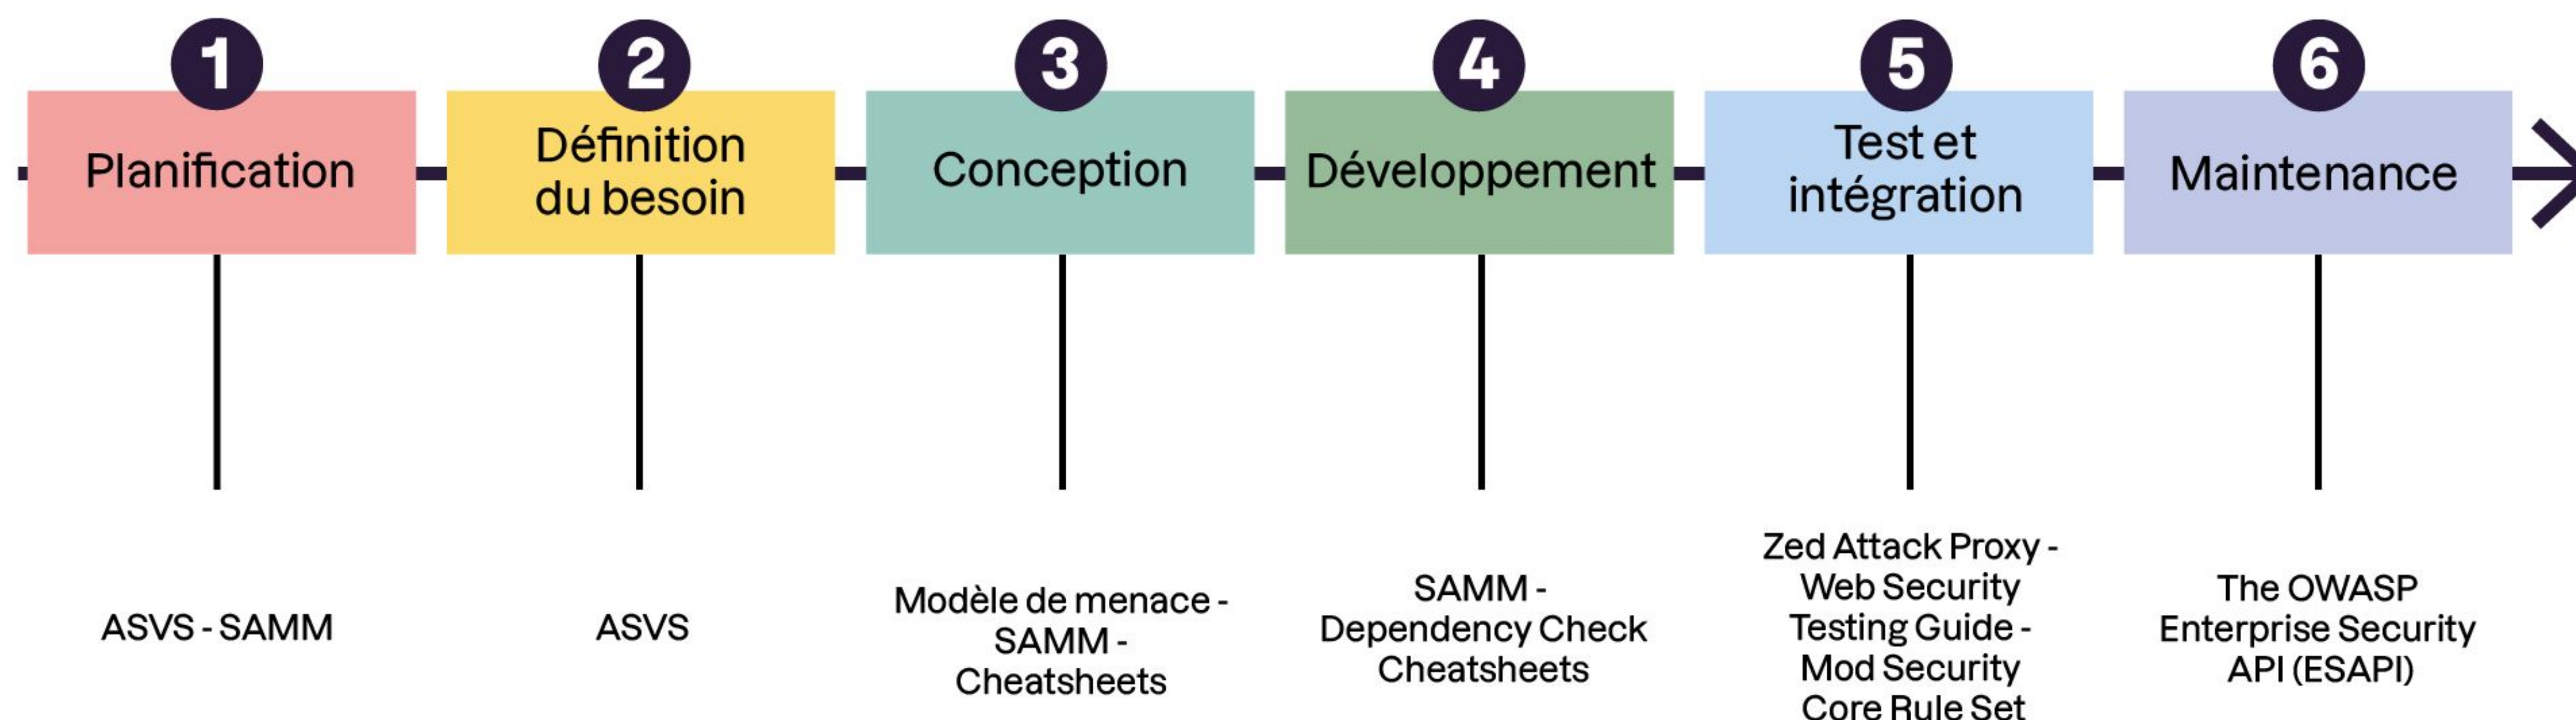 1
Planification
2
Définition
du besoin
3
Conception
4
Développement
5
Test et
intégration
6
Maintenance
ASVS - SAMM
ASVS
Modèle de menace -
SAMM -
Cheatsheets
SAMM -
Dependency Check
Cheatsheets
Zed Attack Proxy -
Web Security
Testing Guide -
Mod Security
Core Rule Set
The OWASP
Enterprise Security
API (ESAPI)